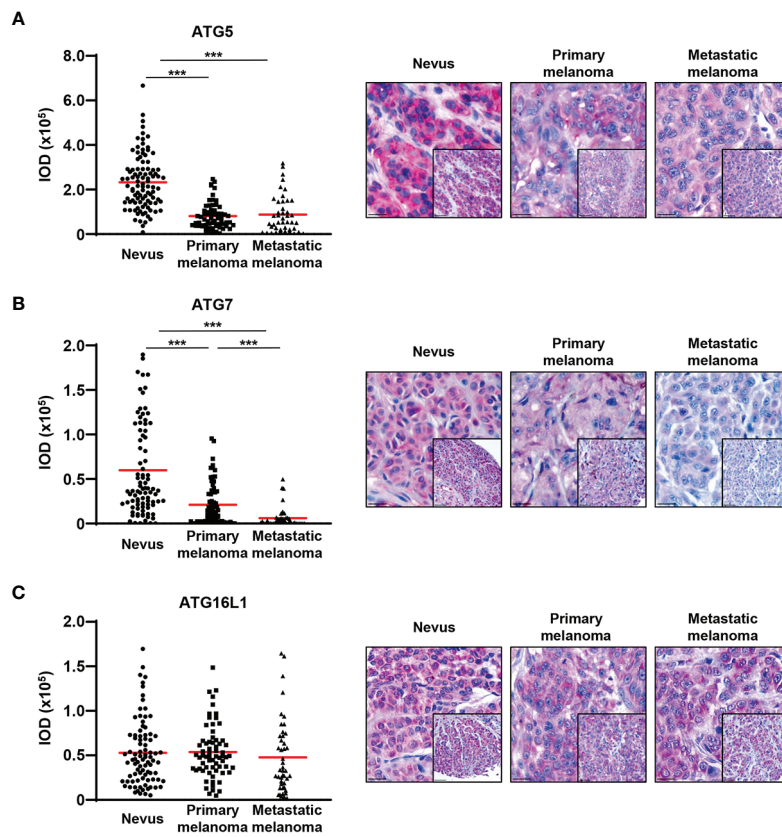 A
ATG5
8.0
6.0
4.0
2.0
0
IOD (x10⁵)
***
***
Nevus
Primary
melanoma
Metastatic
melanoma
Nevus
Primary
melanoma
Metastatic
melanoma
B
ATG7
2.0
1.5
1.0
0.5
0
IOD (x10⁵)
***
***
***
Nevus
Primary
melanoma
Metastatic
melanoma
Nevus
Primary
melanoma
Metastatic
melanoma
C
ATG16L1
2.0
1.5
1.0
0.5
0
IOD (x10⁵)
Nevus
Primary
melanoma
Metastatic
melanoma
Nevus
Primary
melanoma
Metastatic
melanoma